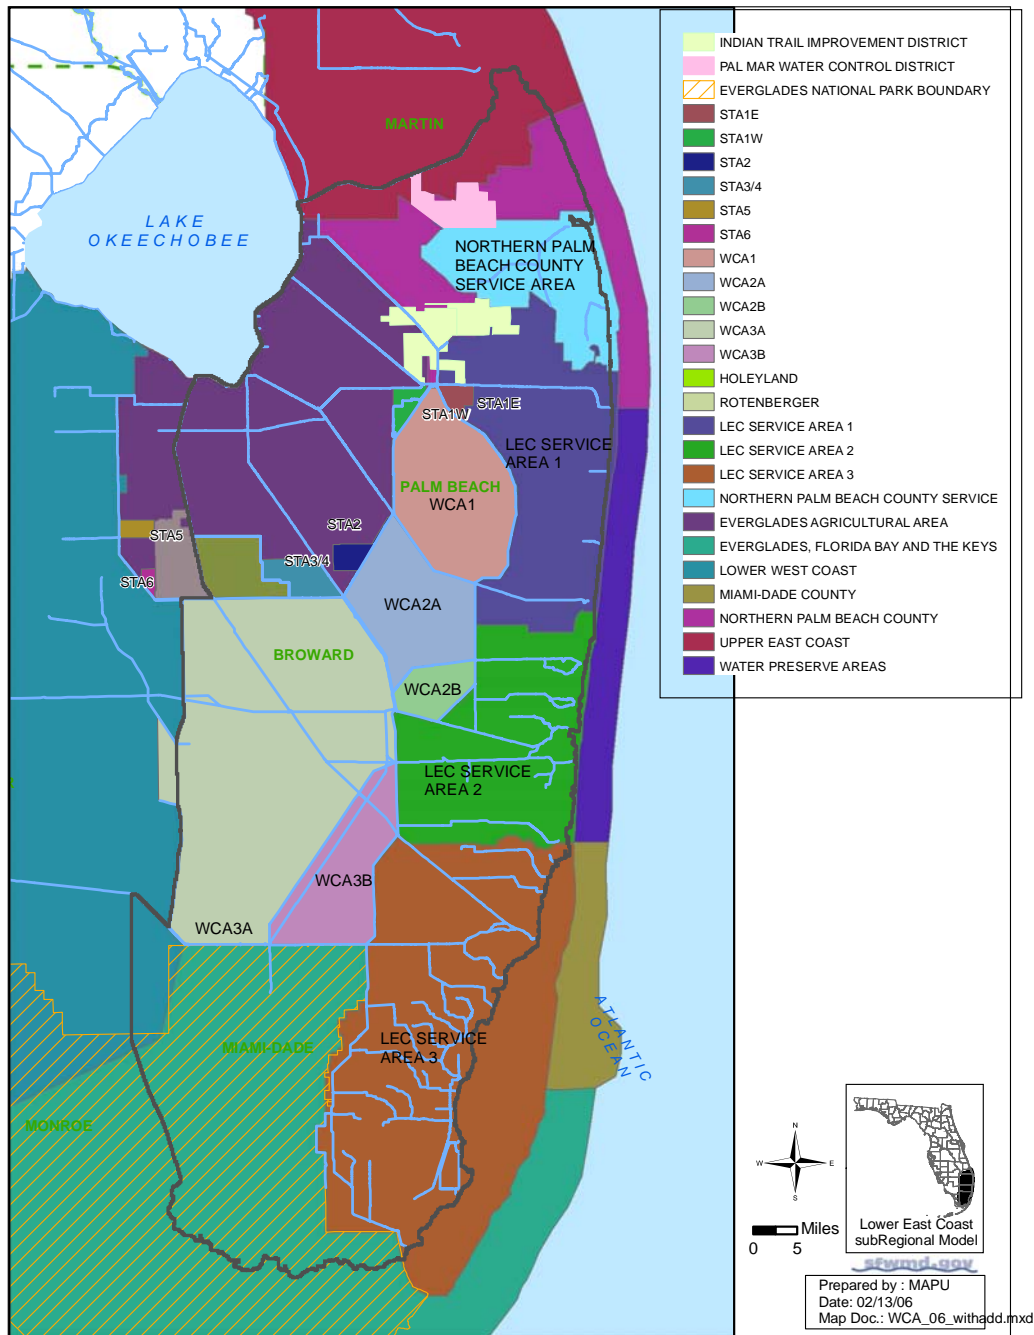 INDIAN TRAIL IMPROVEMENT DISTRICT
PAL MAR WATER CONTROL DISTRICT
EVERGLADES NATIONAL PARK BOUNDARY
STA1E
STA1W
STA2
STA3/4
STA5
STA6
WCA1
WCA2A
WCA2B
WCA3A
WCA3B
HOLEYLAND
ROTENBERGER
LEC SERVICE AREA 1
LEC SERVICE AREA 2
LEC SERVICE AREA 3
NORTHERN PALM BEACH COUNTY SERVICE
EVERGLADES AGRICULTURAL AREA
EVERGLADES, FLORIDA BAY AND THE KEYS
LOWER WEST COAST
MIAMI-DADE COUNTY
NORTHERN PALM BEACH COUNTY
UPPER EAST COAST
WATER PRESERVE AREAS
MARTIN
LAKE
OKEECHOBEE
NORTHERN PALM
BEACH COUNTY
SERVICE AREA
STA1E
STA1W
LEC SERVICE
AREA 1
PALM BEACH
WCA1
STA2
STA5
STA3/4
STA6
WCA2A
BROWARD
WCA2B
LEC SERVICE
AREA 2
WCA3B
WCA3A
ATLANTIC
OCEAN
LEC SERVICE
AREA 3
MIAMI-DADE
MONROE
N
W
E
S
Miles
0 5
Lower East Coast
subRegional Model
sfwmd.gov
Prepared by : MAPU
Date: 02/13/06
Map Doc.: WCA_06_withadd.mxd